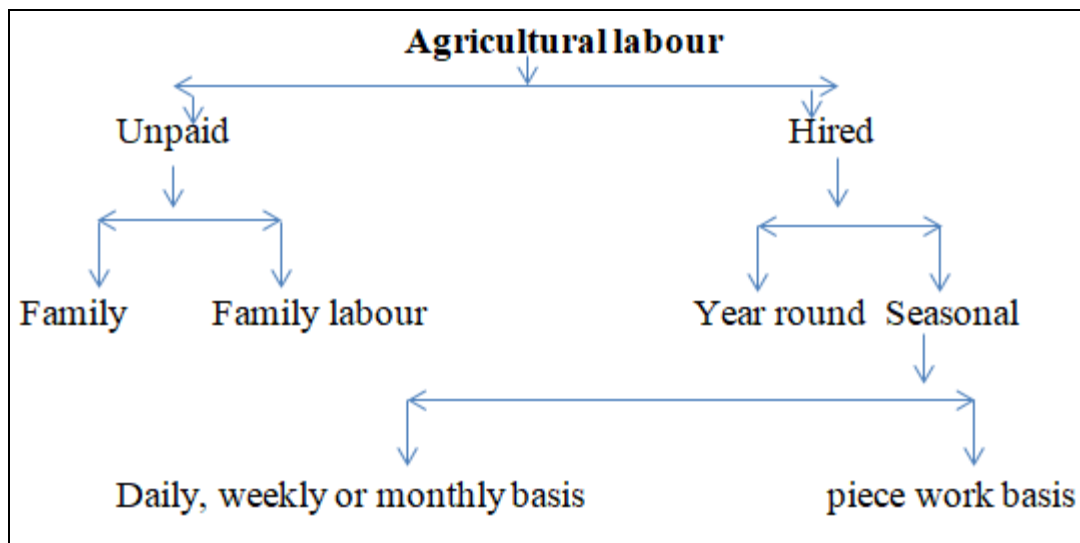 Agricultural labour
Unpaid Hired
Family Family labour Year round Seasonal
Daily, weekly or monthly basis piece work basis